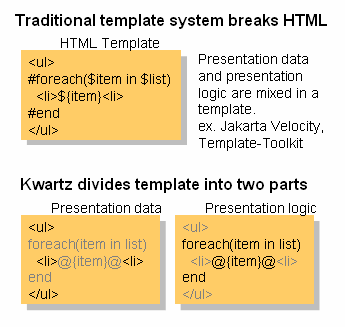 Traditional template system breaks HTML
HTML Template
<ul>
#foreach($item in $list)
<li>${item}<li>
#end
</ul>
Presentation data
and presentation
logic are mixed in a
template.
ex. Jakarta Velocity,
Template-Toolkit
Kwartz divides template into two parts
Presentation data
<ul>
foreach(item in list)
<li>@{item}@<li>
end
</ul>
Presentation logic
<ul>
foreach(item in list)
<li>@{item}@<li>
end
</ul>